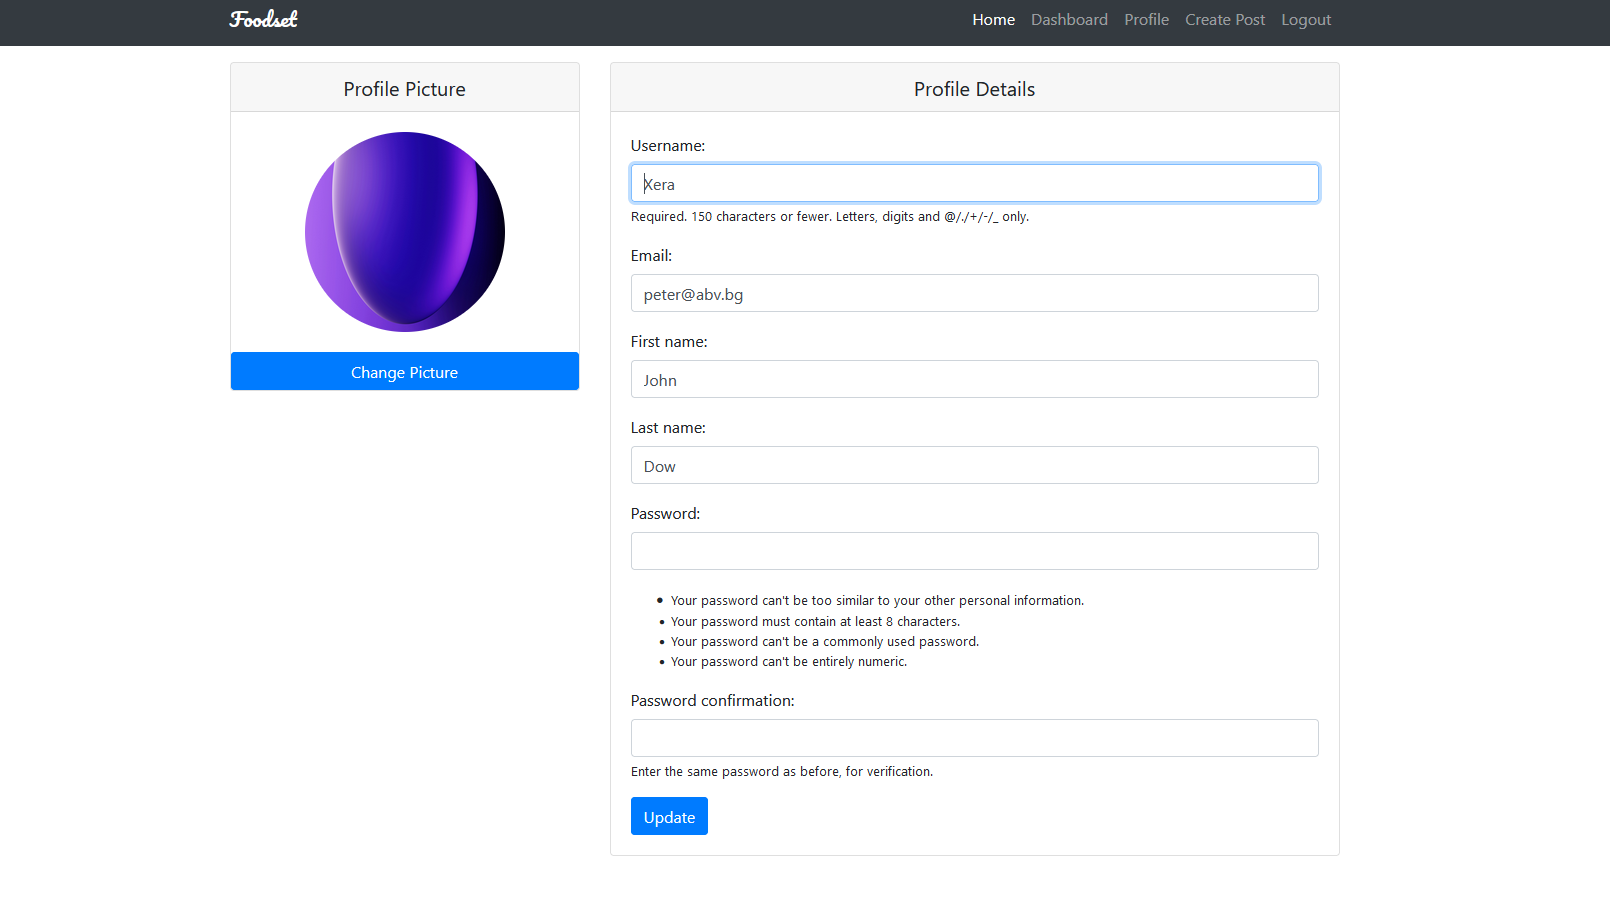 Foodset
Home Dashboard Profile Create Post Logout
Profile Picture
Change Picture
Profile Details
Username:
Xera
Required. 150 characters or fewer. Letters, digits and @/./+/-/_ only.
Email:
peter@abv.bg
First name:
John
Last name:
Dow
Password:
• Your password can't be too similar to your other personal information.
• Your password must contain at least 8 characters.
• Your password can't be a commonly used password.
• Your password can't be entirely numeric.
Password confirmation:
Enter the same password as before, for verification.
Update